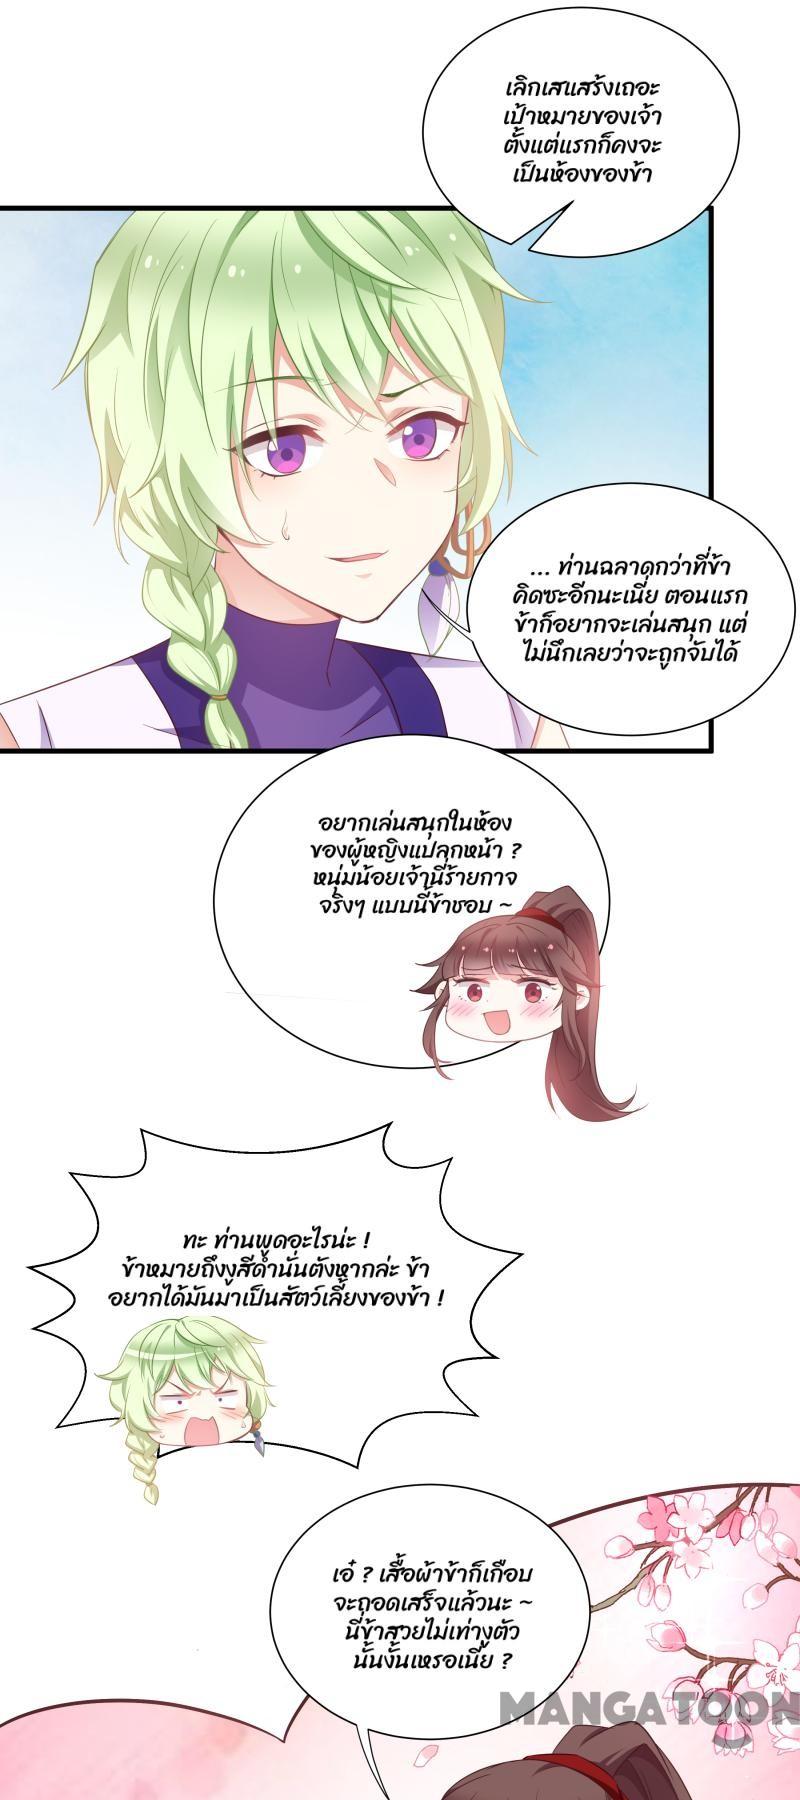 เลิกเสแสร้งเถอะ
เป้าหมายของเจ้า
ตั้งแต่แรกก็คงจะ
เป็นห้องของข้า
... ท่านฉลาดกว่าที่ข้า
คิดซะอีกนะเนี่ย ตอนแรก
ข้าก็อยากจะเล่นสนุก แต่
ไม่นึกเลยว่าจะถูกจับได้
อยากเล่นสนุกในห้อง
ของผู้หญิงแปลกหน้า ?
หนุ่มน้อยเจ้านี่ร้ายกาจ
จริงๆ แบบนี้ข้าชอบ ~
ทะ ท่านพูดอะไรน่ะ !
ข้าหมายถึงงูสีดำนั่นตังหากล่ะ ข้า
อยากได้มันมาเป็นสัตว์เลี้ยงของข้า !
เอ๋ ? เสื้อผ้าข้าก็เกือบ
จะถอดเสร็จแล้วนะ ~
นี่ข้าสวยไม่เท่างูตัว
นั้นงั้นเหรอเนี่ย ?
MANGATOON